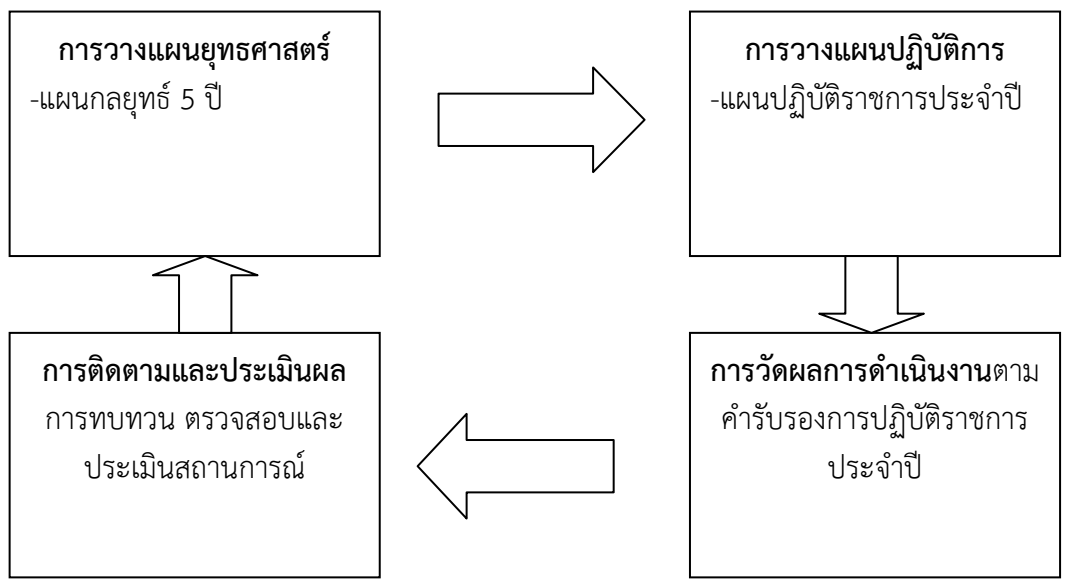 การวางแผนยุทธศาสตร์
-แผนกลยุทธ์ 5 ปี
การวางแผนปฏิบัติการ
-แผนปฏิบัติราชการประจำปี
การติดตามและประเมินผล
การทบทวน ตรวจสอบและ
ประเมินสถานการณ์
การวัดผลการดำเนินงานตาม
คำรับรองการปฏิบัติราชการ
ประจำปี